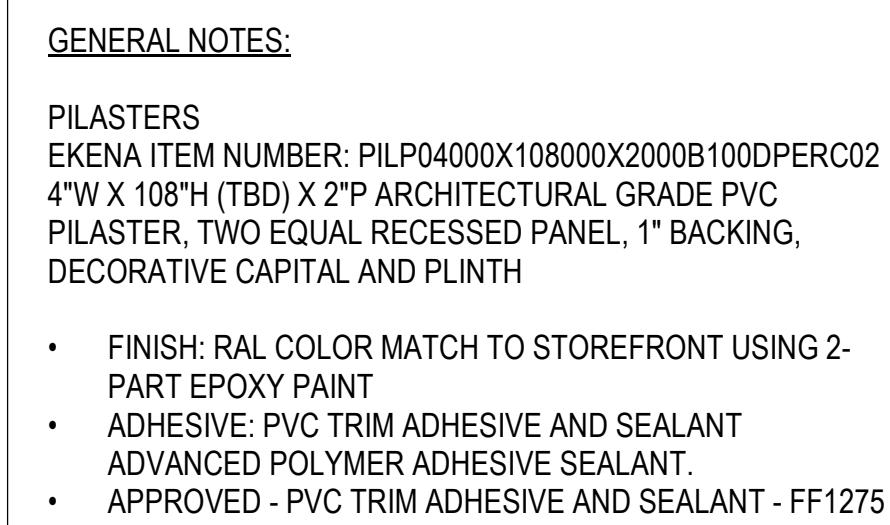 GENERAL NOTES:
PILASTERS
EKENA ITEM NUMBER: PILP04000X108000X2000B100DPERC02
4"W X 108"H (TBD) X 2"P ARCHITECTURAL GRADE PVC
PILASTER, TWO EQUAL RECESSED PANEL, 1" BACKING,
DECORATIVE CAPITAL AND PLINTH
• FINISH: RAL COLOR MATCH TO STOREFRONT USING 2-
PART EPOXY PAINT
• ADHESIVE: PVC TRIM ADHESIVE AND SEALANT
ADVANCED POLYMER ADHESIVE SEALANT.
• APPROVED - PVC TRIM ADHESIVE AND SEALANT - FF1275